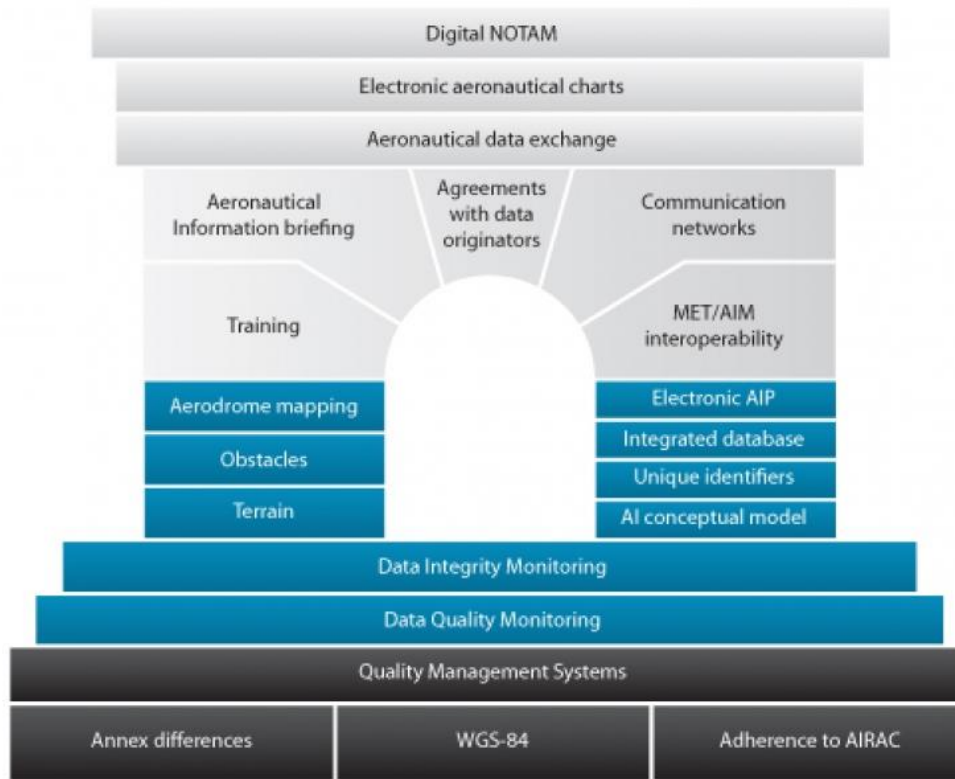 Digital NOTAM
Electronic aeronautical charts
Aeronautical data exchange
Aeronautical
Information briefing
Agreements
with data
originators
Communication
networks
Training
MET/AIM
interoperability
Aerodrome mapping
Obstacles
Terrain
Electronic AIP
Integrated database
Unique identifiers
AI conceptual model
Data Integrity Monitoring
Data Quality Monitoring
Quality Management Systems
Annex differences
WGS-84
Adherence to AIRAC